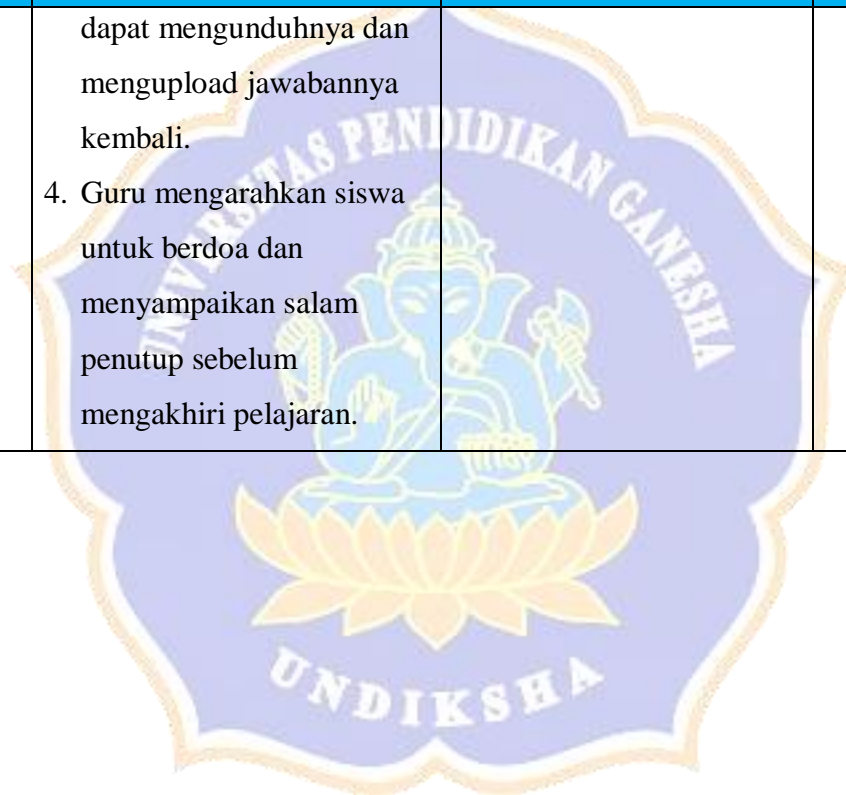 dapat mengunduhnya dan
mengupload jawabannya
kembali.
4. Guru mengarahkan siswa
untuk berdoa dan
menyampaikan salam
penutup sebelum
mengakhiri pelajaran.
UNIVERSITAS PENDIDIKAN GANESHA
UNDIKSHA